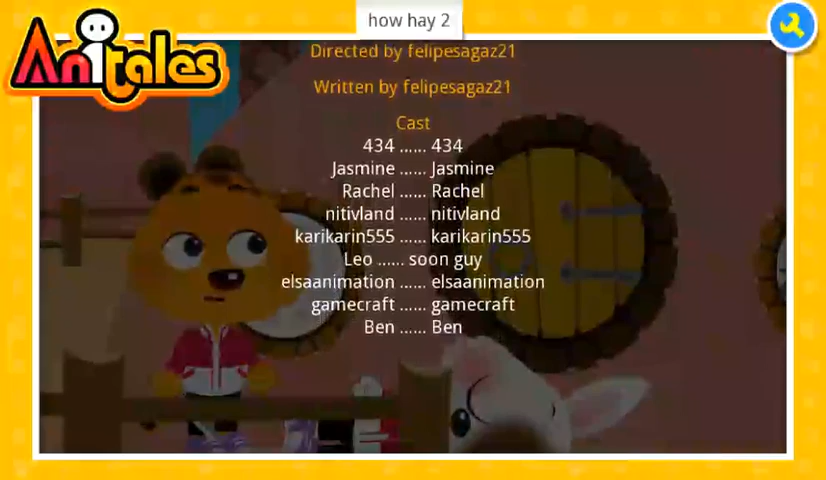 how hay 2
Anitales
Directed by felipesagaz21
Written by felipesagaz21
Cast
434 ...... 434
Jasmine ...... Jasmine
Rachel ...... Rachel
nitivland ...... nitivland
karikarin555 ...... karikarin555
Leo ...... soon guy
elsaanimation ...... elsaanimation
gamecraft ...... gamecraft
Ben ...... Ben